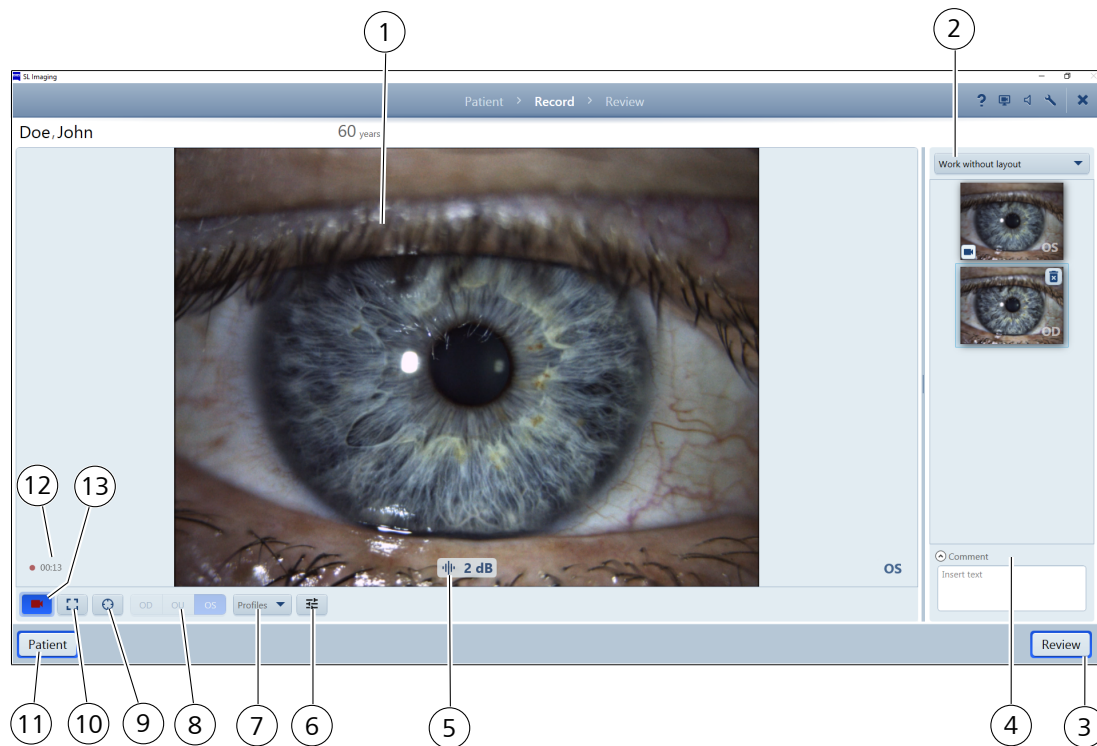 1
2
SL Imaging
Patient > Record > Review
?
Doe, John 60 years
Work without layout
OS
OD
12
13
00:13
2 dB
OS
Comment
Insert text
OD OU OS Profiles
Patient
Review
11
10
9
8
7
6
5
4
3